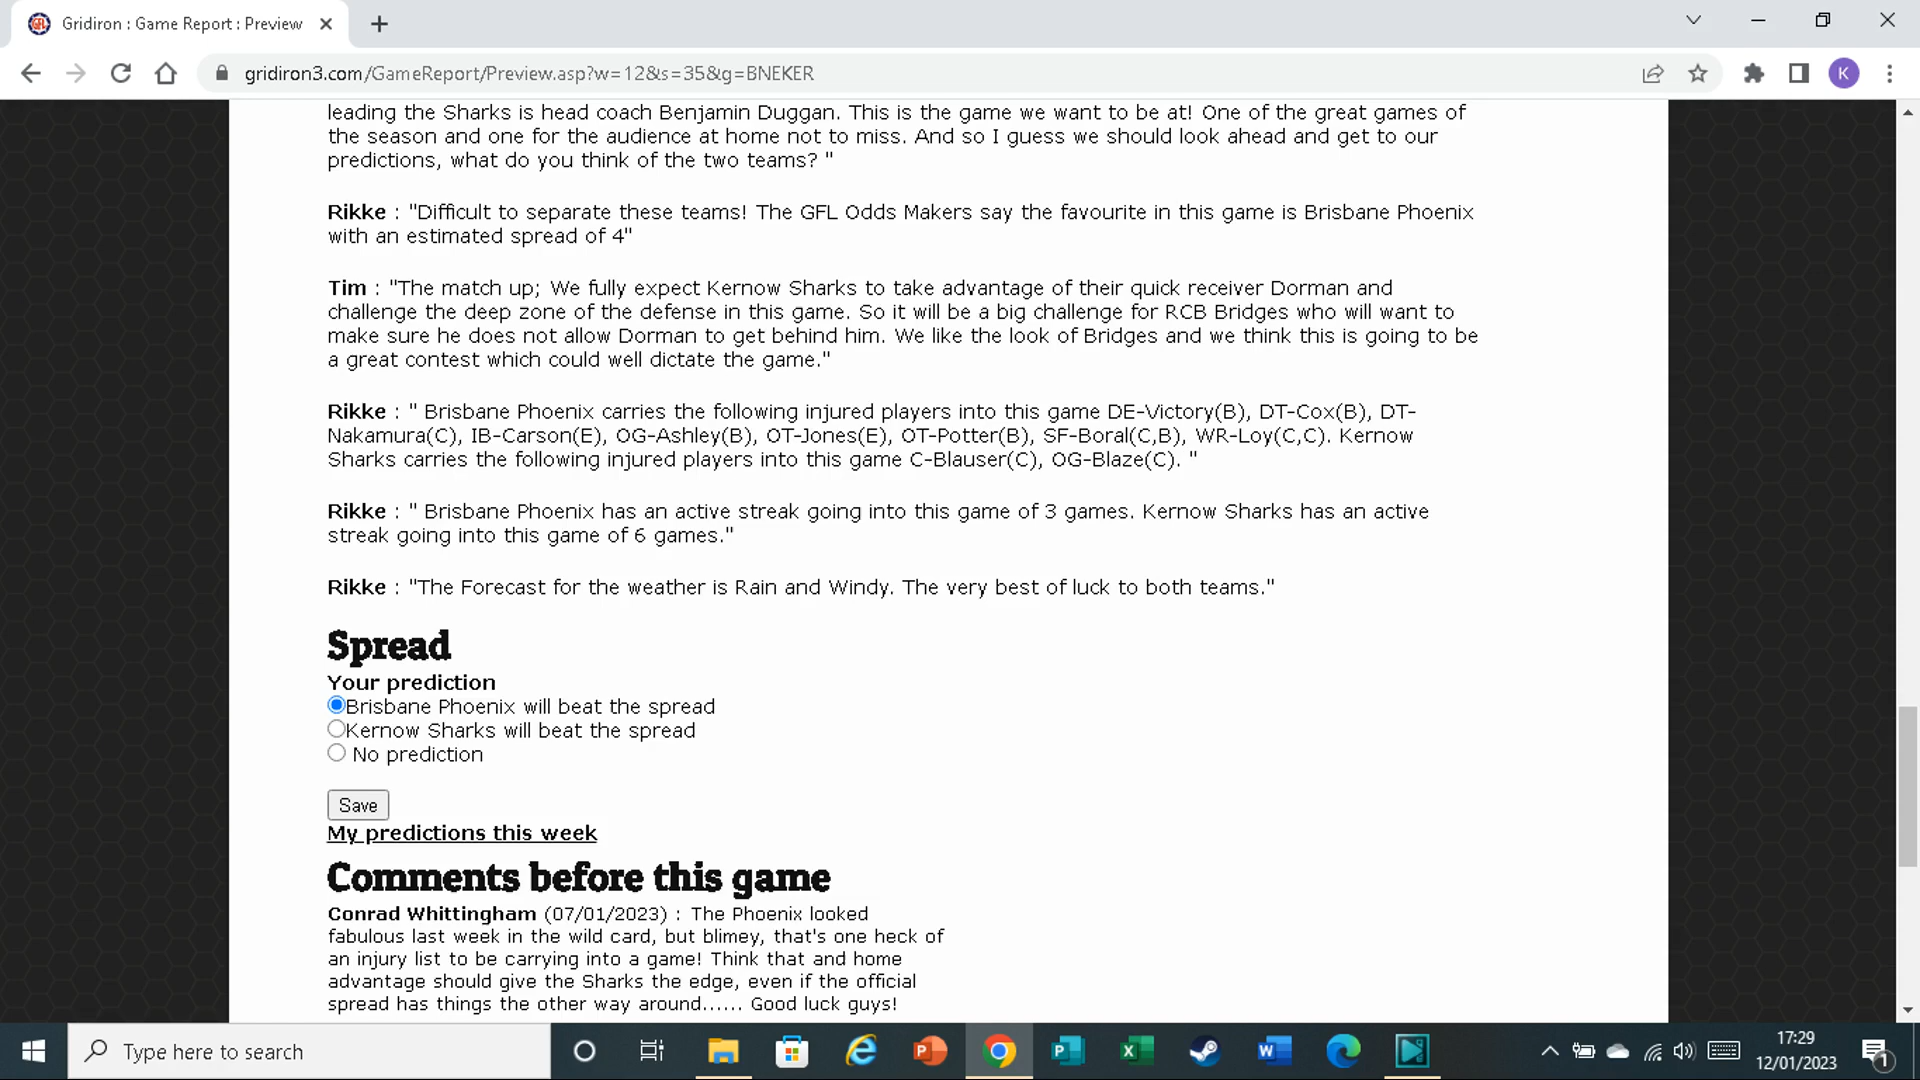 Gridiron : Game Report : Preview
gridiron3.com/GameReport/Preview.asp?w=12&s=35&g=BNEKER
K
leading the Sharks is head coach Benjamin Duggan. This is the game we want to be at! One of the great games of
the season and one for the audience at home not to miss. And so I guess we should look ahead and get to our
predictions, what do you think of the two teams? "
Rikke : "Difficult to separate these teams! The GFL Odds Makers say the favourite in this game is Brisbane Phoenix
with an estimated spread of 4"
Tim : "The match up; We fully expect Kernow Sharks to take advantage of their quick receiver Dorman and
challenge the deep zone of the defense in this game. So it will be a big challenge for RCB Bridges who will want to
make sure he does not allow Dorman to get behind him. We like the look of Bridges and we think this is going to be
a great contest which could well dictate the game."
Rikke : " Brisbane Phoenix carries the following injured players into this game DE-Victory(B), DT-Cox(B), DT-
Nakamura(C), IB-Carson(E), OG-Ashley(B), OT-Jones(E), OT-Potter(B), SF-Boral(C,B), WR-Loy(C,C). Kernow
Sharks carries the following injured players into this game C-Blauser(C), OG-Blaze(C). "
Rikke : " Brisbane Phoenix has an active streak going into this game of 3 games. Kernow Sharks has an active
streak going into this game of 6 games."
Rikke : "The Forecast for the weather is Rain and Windy. The very best of luck to both teams."
Spread
Your prediction
Brisbane Phoenix will beat the spread
Kernow Sharks will beat the spread
No prediction
Save
My predictions this week
Comments before this game
Conrad Whittingham (07/01/2023) : The Phoenix looked
fabulous last week in the wild card, but blimey, that's one heck of
an injury list to be carrying into a game! Think that and home
advantage should give the Sharks the edge, even if the official
spread has things the other way around...... Good luck guys!
Type here to search
17:29
12/01/2023
1